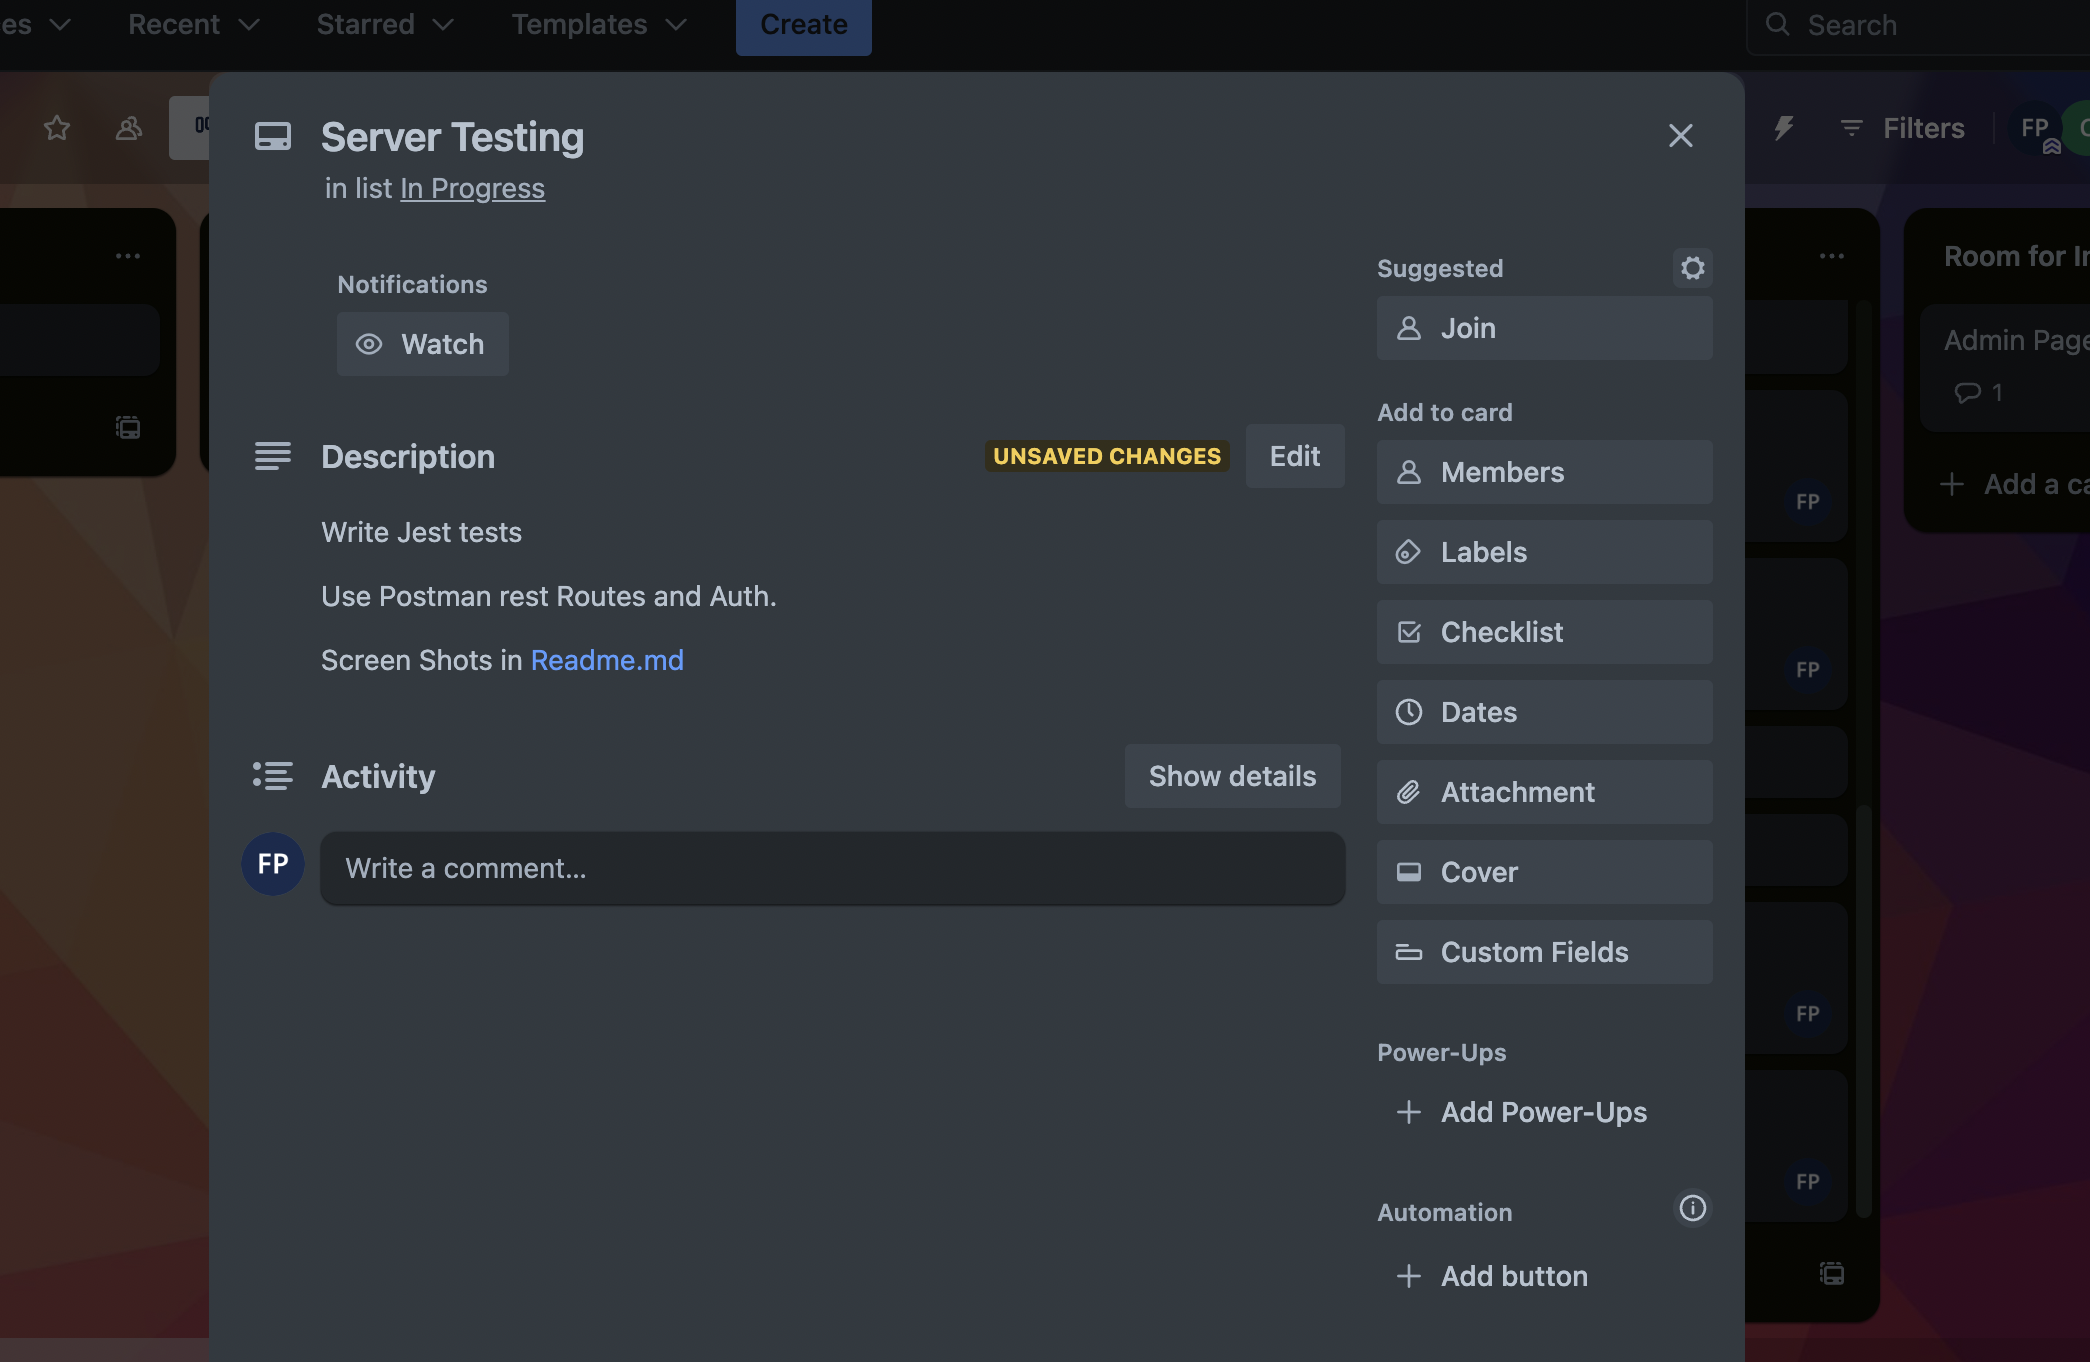 es
Recent
Starred
Templates
Create
Search
Filters
FP
Server Testing
in list In Progress
Notifications
Watch
Description
UNSAVED CHANGES
Edit
Write Jest tests
Use Postman rest Routes and Auth.
Screen Shots in Readme.md
Activity
Show details
FP
Write a comment...
Suggested
Join
Add to card
Members
Labels
Checklist
Dates
Attachment
Cover
Custom Fields
Power-Ups
Add Power-Ups
Automation
Add button
FP
FP
FP
FP
Room for
Admin Page
1
Add a